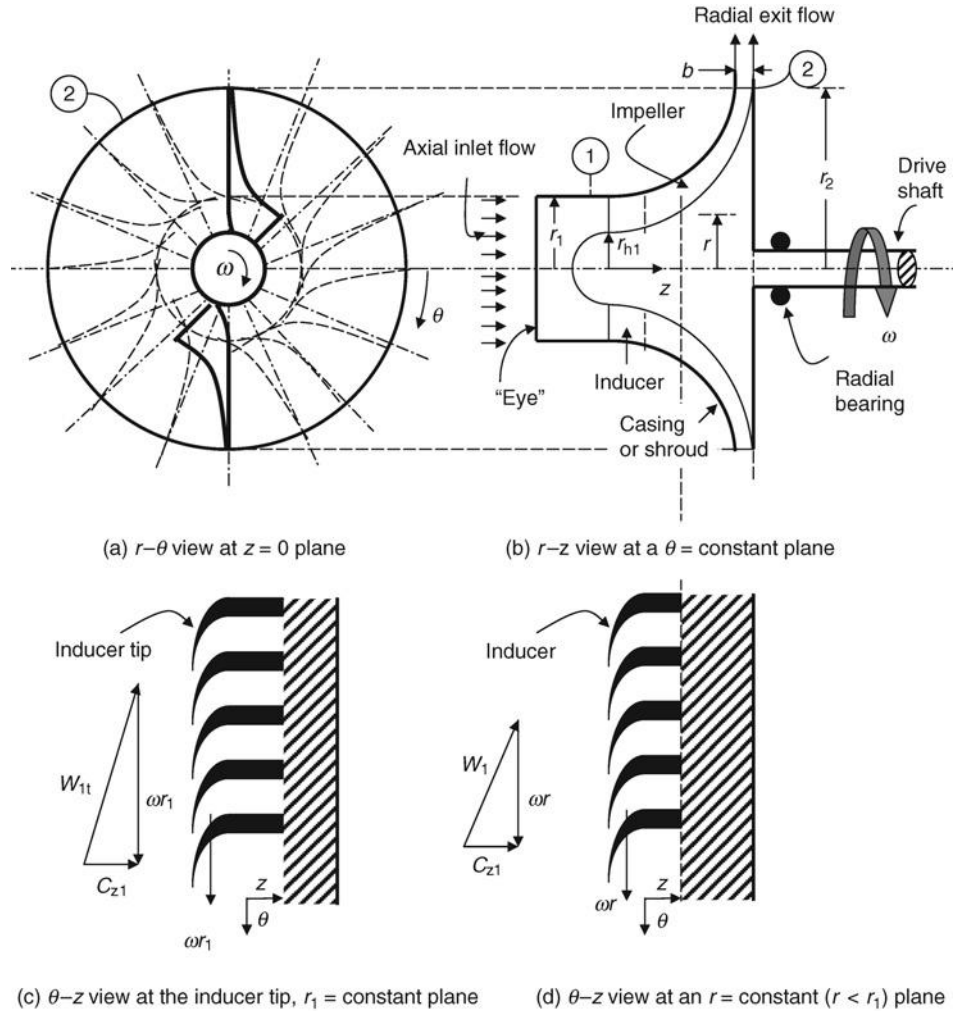 Radial exit flow
b
2
2
Impeller
Axial inlet flow
1
Drive
shaft
r2
r1
rh1
r
ω
z
θ
ω
"Eye"
Inducer
Radial
bearing
Casing
or shroud
(a) r–θ view at z = 0 plane
(b) r–z view at a θ = constant plane
Inducer tip
Inducer
W1t
ωr1
W1
ωr
Cz1
Cz1
z
θ
ωr1
z
θ
ωr
(c) θ–z view at the inducer tip, r1 = constant plane
(d) θ–z view at an r = constant (r < r1) plane